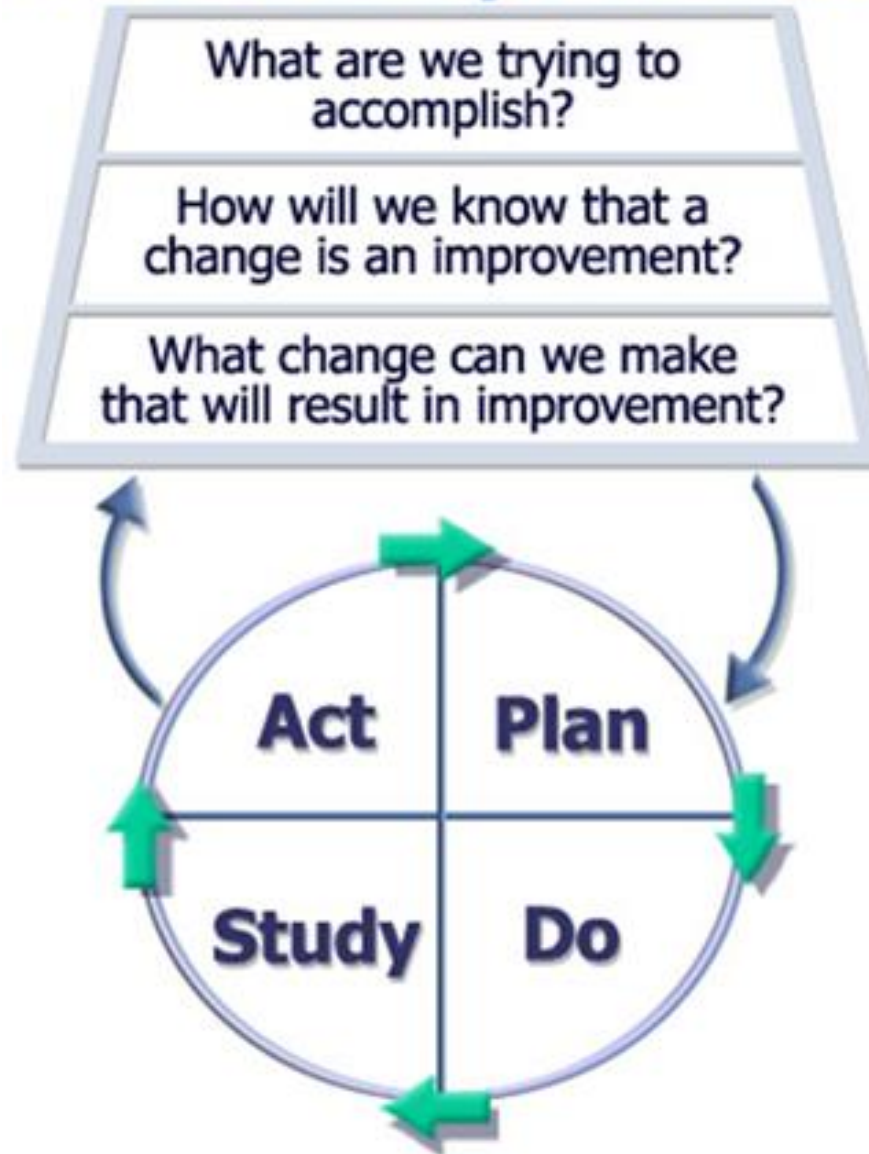 What are we trying to
accomplish?
How will we know that a
change is an improvement?
What change can we make
that will result in improvement?
Act
Plan
Study
Do